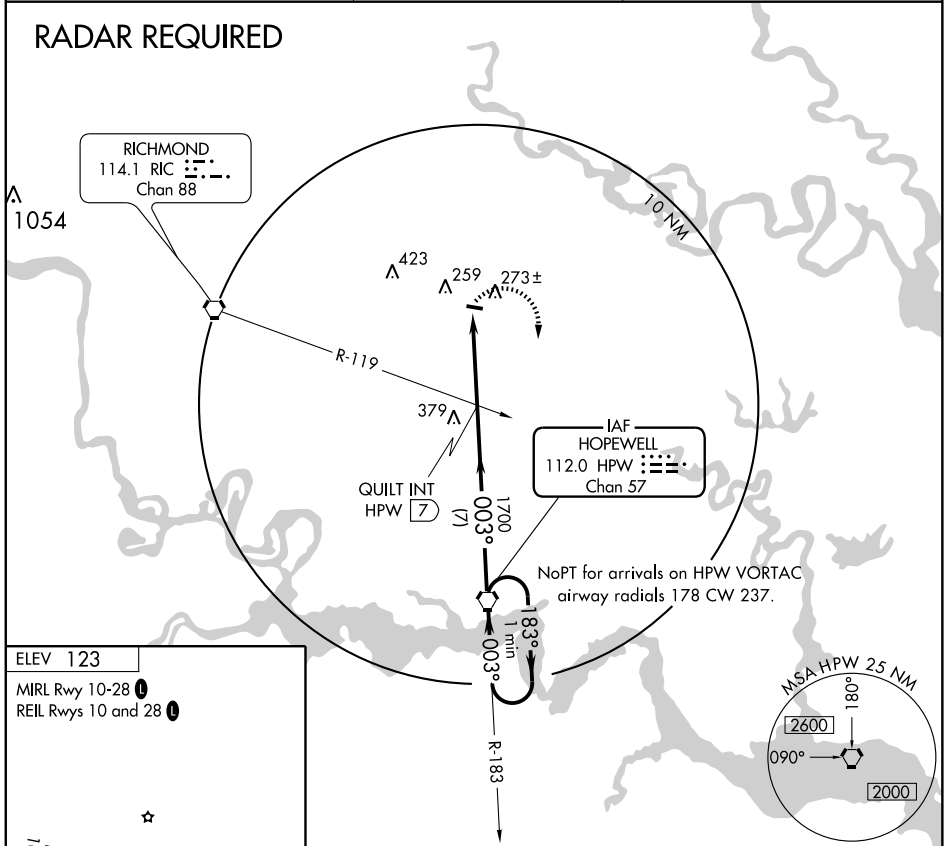 RADAR REQUIRED
RICHMOND
114.1 RIC
Chan 88
1054
10 NM
423
259
273±
R-119
379
IAF
HOPEWELL
112.0 HPW
Chan 57
QUILT INT
HPW 7
1700
003°
(7)
NoPT for arrivals on HPW VORTAC
airway radials 178 CW 237.
183°
1 min
003°
R-183
ELEV 123
MIRL Rwy 10-28 L
REIL Rwys 10 and 28 L
MSA HPW 25 NM
180°
2600
090°
2000